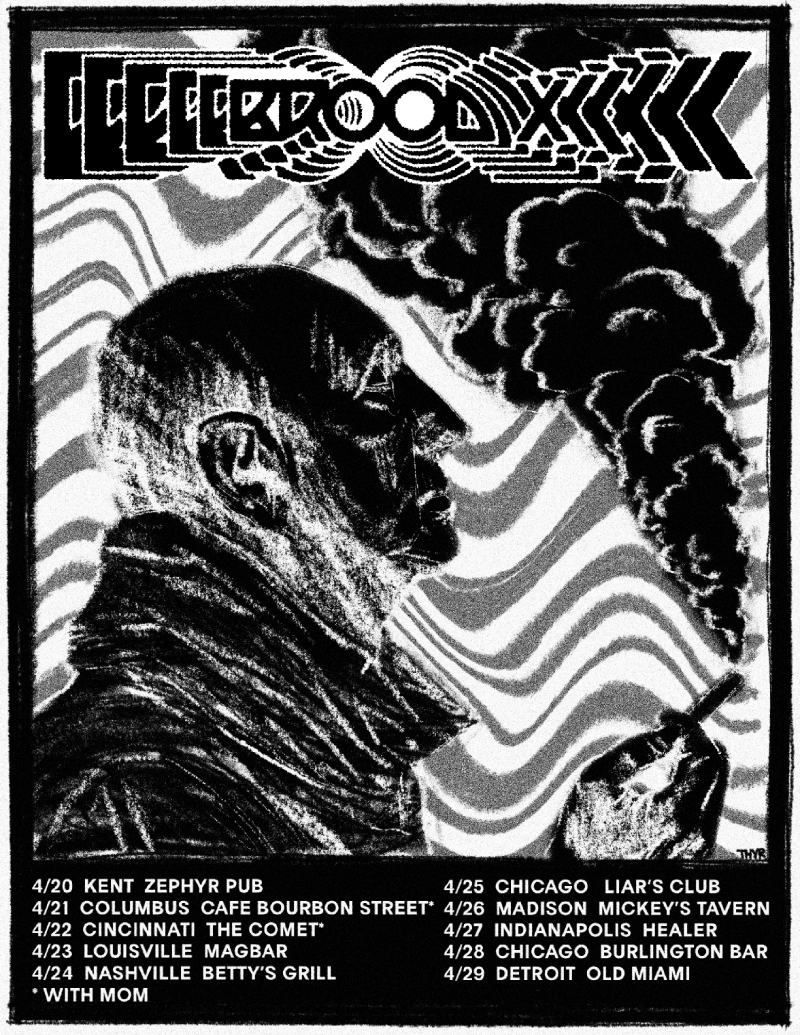 BROOD X
THYR
4/20 KENT ZEPHYR PUB
4/21 COLUMBUS CAFE BOURBON STREET*
4/22 CINCINNATI THE COMET*
4/23 LOUISVILLE MAGBAR
4/24 NASHVILLE BETTY'S GRILL
* WITH MOM
4/25 CHICAGO LIAR'S CLUB
4/26 MADISON MICKEY'S TAVERN
4/27 INDIANAPOLIS HEALER
4/28 CHICAGO BURLINGTON BAR
4/29 DETROIT OLD MIAMI